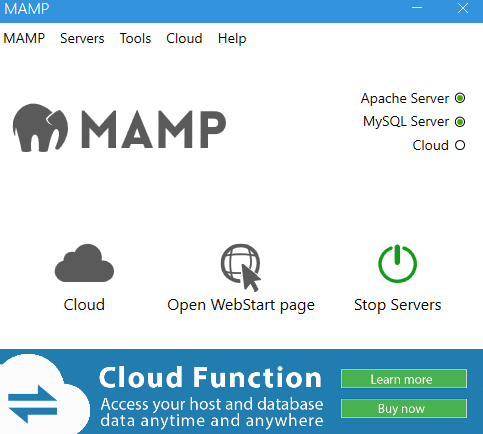 MAMP
MAMP Servers Tools Cloud Help
Apache Server
MySQL Server
Cloud
MAMP
Cloud Open WebStart page Stop Servers
Cloud Function
Access your host and database
data anytime and anywhere
Learn more
Buy now